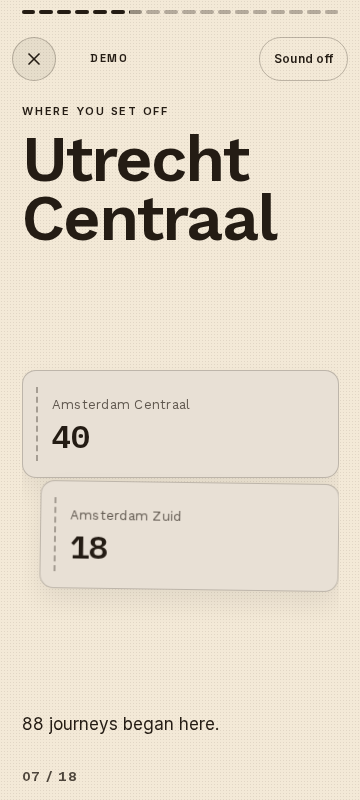 DEMO
Sound off
WHERE YOU SET OFF
Utrecht
Centraal
Amsterdam Centraal
40
Amsterdam Zuid
18
88 journeys began here.
07 / 18